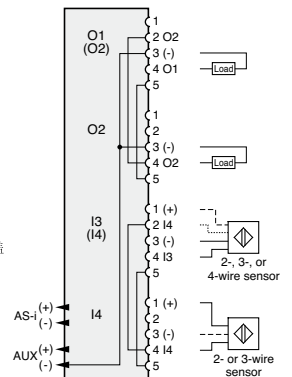 1
O1
(O2)
2 O2
3 (-)
4 O1
Load
5
1
O2
2
3 (-)
4 O2
Load
5
1 (+)
I3
(I4)
2 I4
3 (-)
4 I3
5
2-, 3-, or
4-wire sensor
1 (+)
AS-i
(+)
(-)
I4
2
3 (-)
AUX
(+)
(-)
4 I4
5
2- or 3-wire
sensor